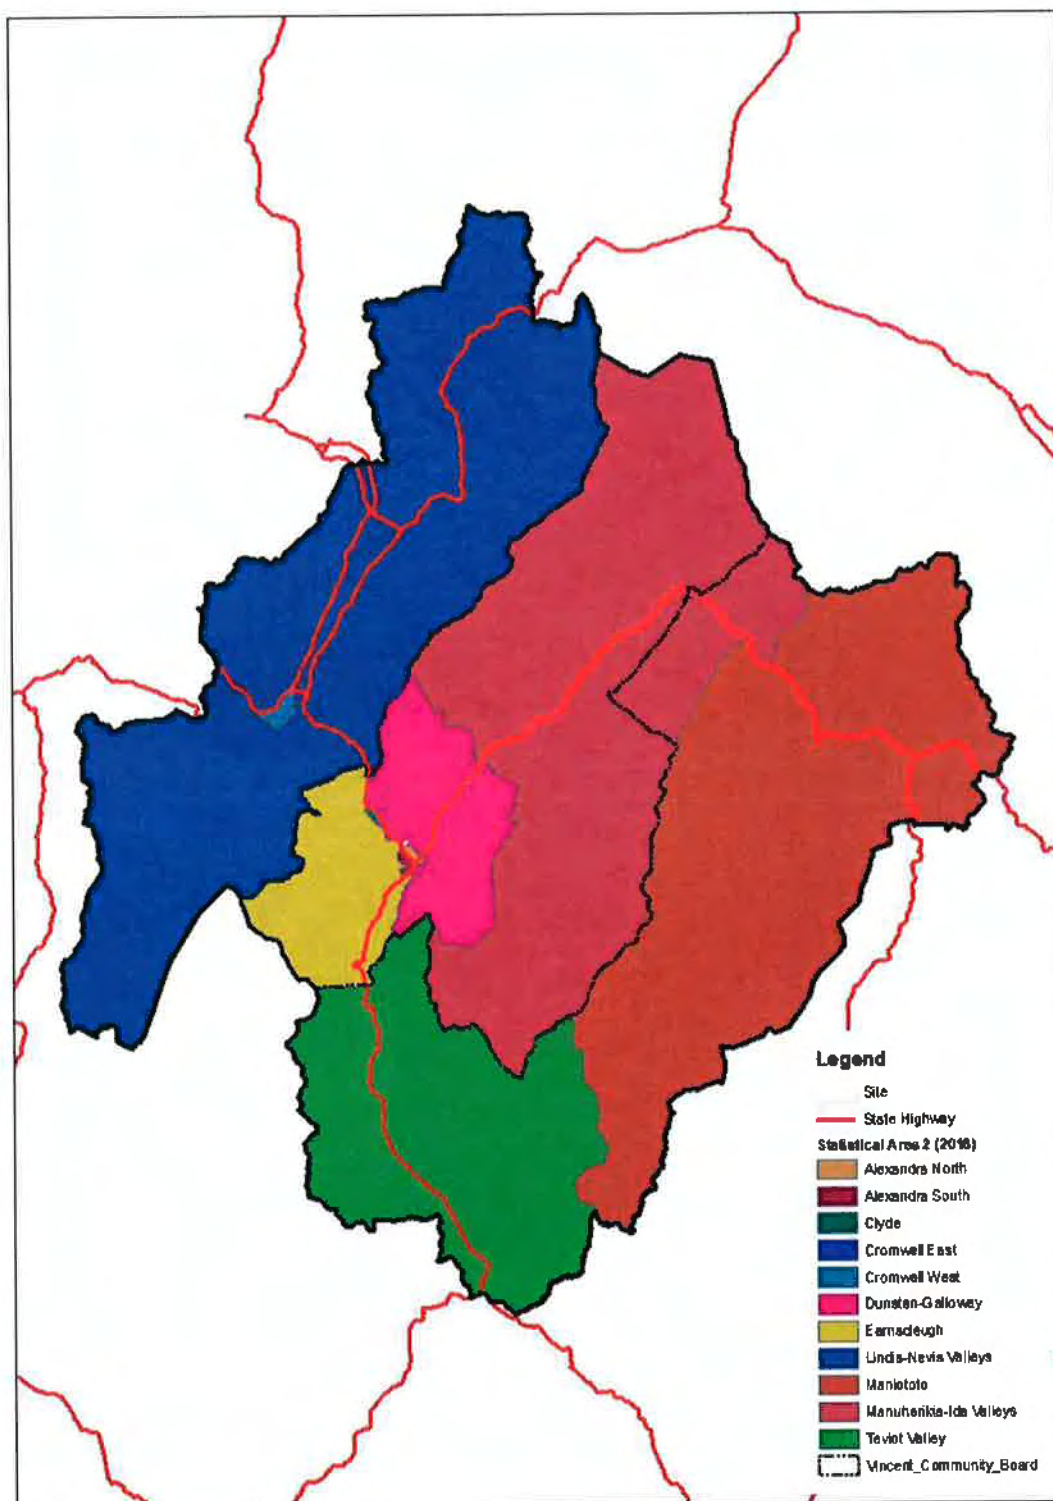 Legend
Site
State Highway
Statistical Area 2 (2018)
Alexandra North
Alexandra South
Clyde
Cromwell East
Cromwell West
Dunstan-Galloway
Earnscleugh
Lindis-Nevis Valleys
Maniototo
Manuherikia-Ida Valleys
Teviot Valley
Vincent_Community_Board